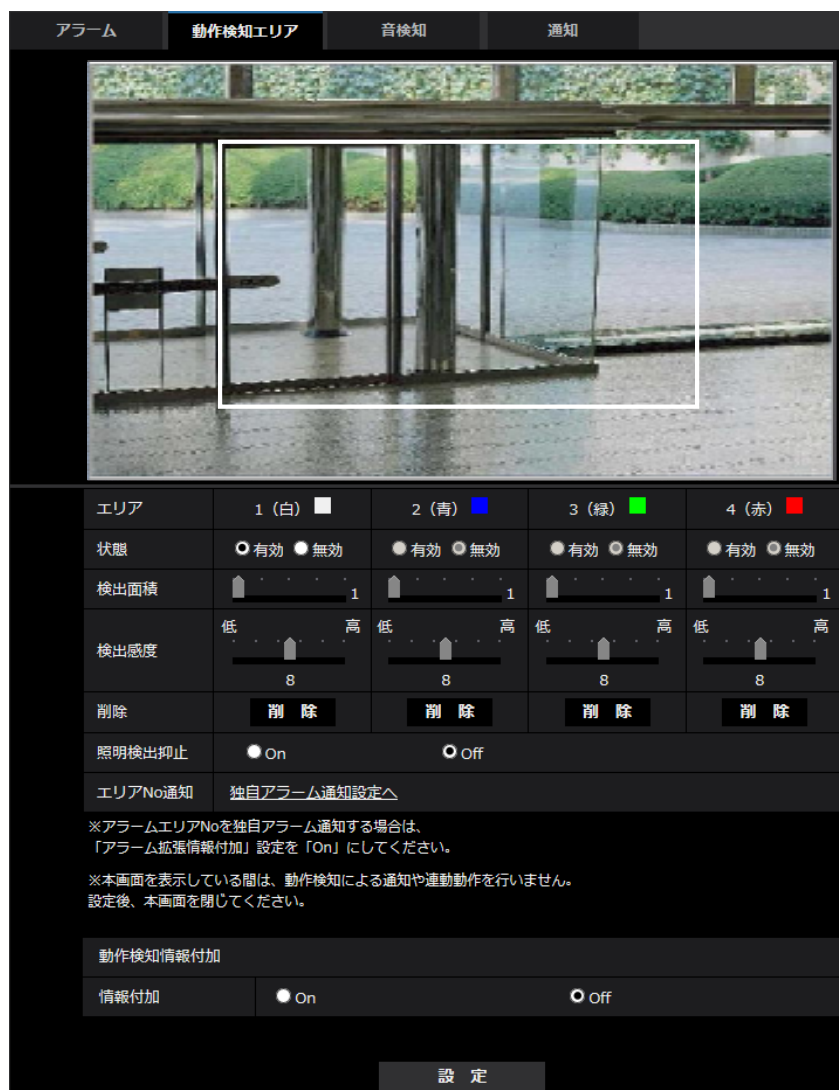 アラーム 動作検知エリア 音検知 通知
エリア 1（白） 2（青） 3（緑） 4（赤）
状態 有効 無効 有効 無効 有効 無効 有効 無効
検出面積 1 1 1 1
低 高 低 高 低 高 低 高
検出感度
8 8 8 8
削除 削 除 削 除 削 除 削 除
照明検出抑止 On Off
エリアNo通知 独自アラーム通知設定へ
※アラームエリアNoを独自アラーム通知する場合は、
「アラーム拡張情報付加」設定を「On」にしてください。
※本画面を表示している間は、動作検知による通知や連動動作を行いません。
設定後、本画面を閉じてください。
動作検知情報付加
情報付加 On Off
設 定